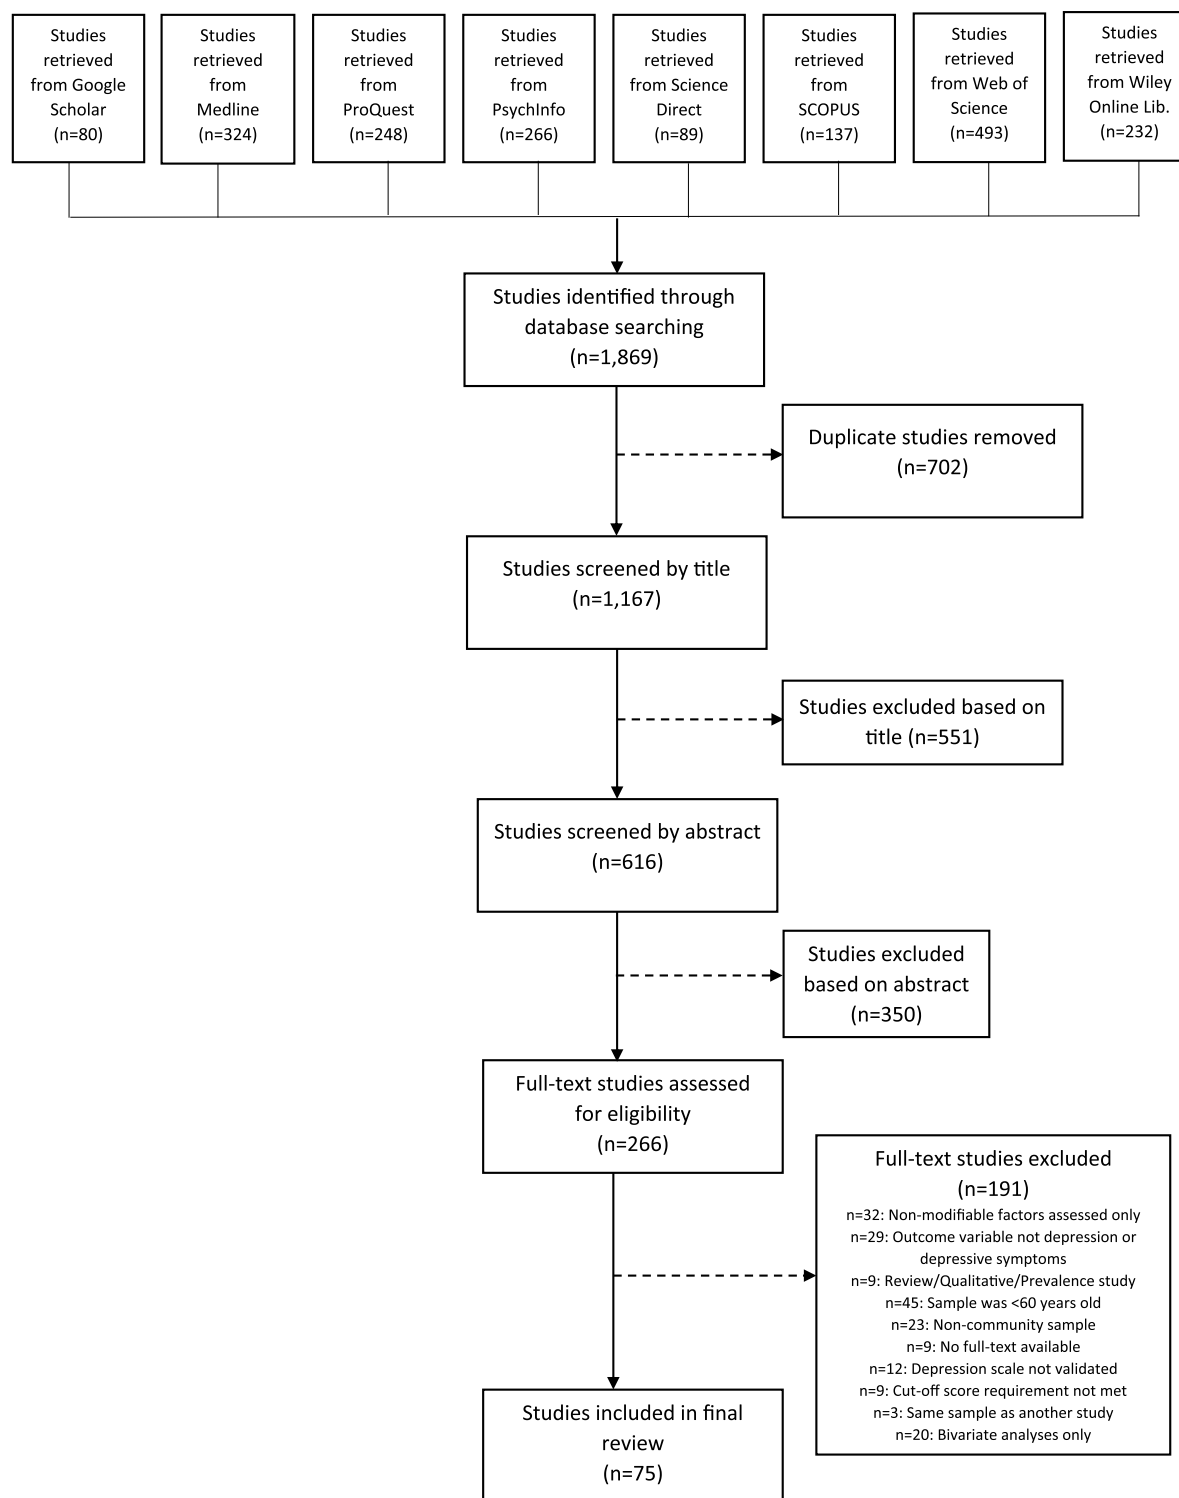 Studies
retrieved
from Google
Scholar
(n=80)
Studies
retrieved
from
Medline
(n=324)
Studies
retrieved
from
ProQuest
(n=248)
Studies
retrieved
from
PsychInfo
(n=266)
Studies
retrieved
from Science
Direct
(n=89)
Studies
retrieved
from
SCOPUS
(n=137)
Studies
retrieved
from Web of
Science
(n=493)
Studies
retrieved
from Wiley
Online Lib.
(n=232)
Studies identified through
database searching
(n=1,869)
Duplicate studies removed
(n=702)
Studies screened by title
(n=1,167)
Studies excluded based on
title (n=551)
Studies screened by abstract
(n=616)
Studies excluded
based on abstract
(n=350)
Full-text studies assessed
for eligibility
(n=266)
Full-text studies excluded
(n=191)
n=32: Non-modifiable factors assessed only
n=29: Outcome variable not depression or
depressive symptoms
n=9: Review/Qualitative/Prevalence study
n=45: Sample was <60 years old
n=23: Non-community sample
n=9: No full-text available
n=12: Depression scale not validated
n=9: Cut-off score requirement not met
n=3: Same sample as another study
n=20: Bivariate analyses only
Studies included in final
review
(n=75)